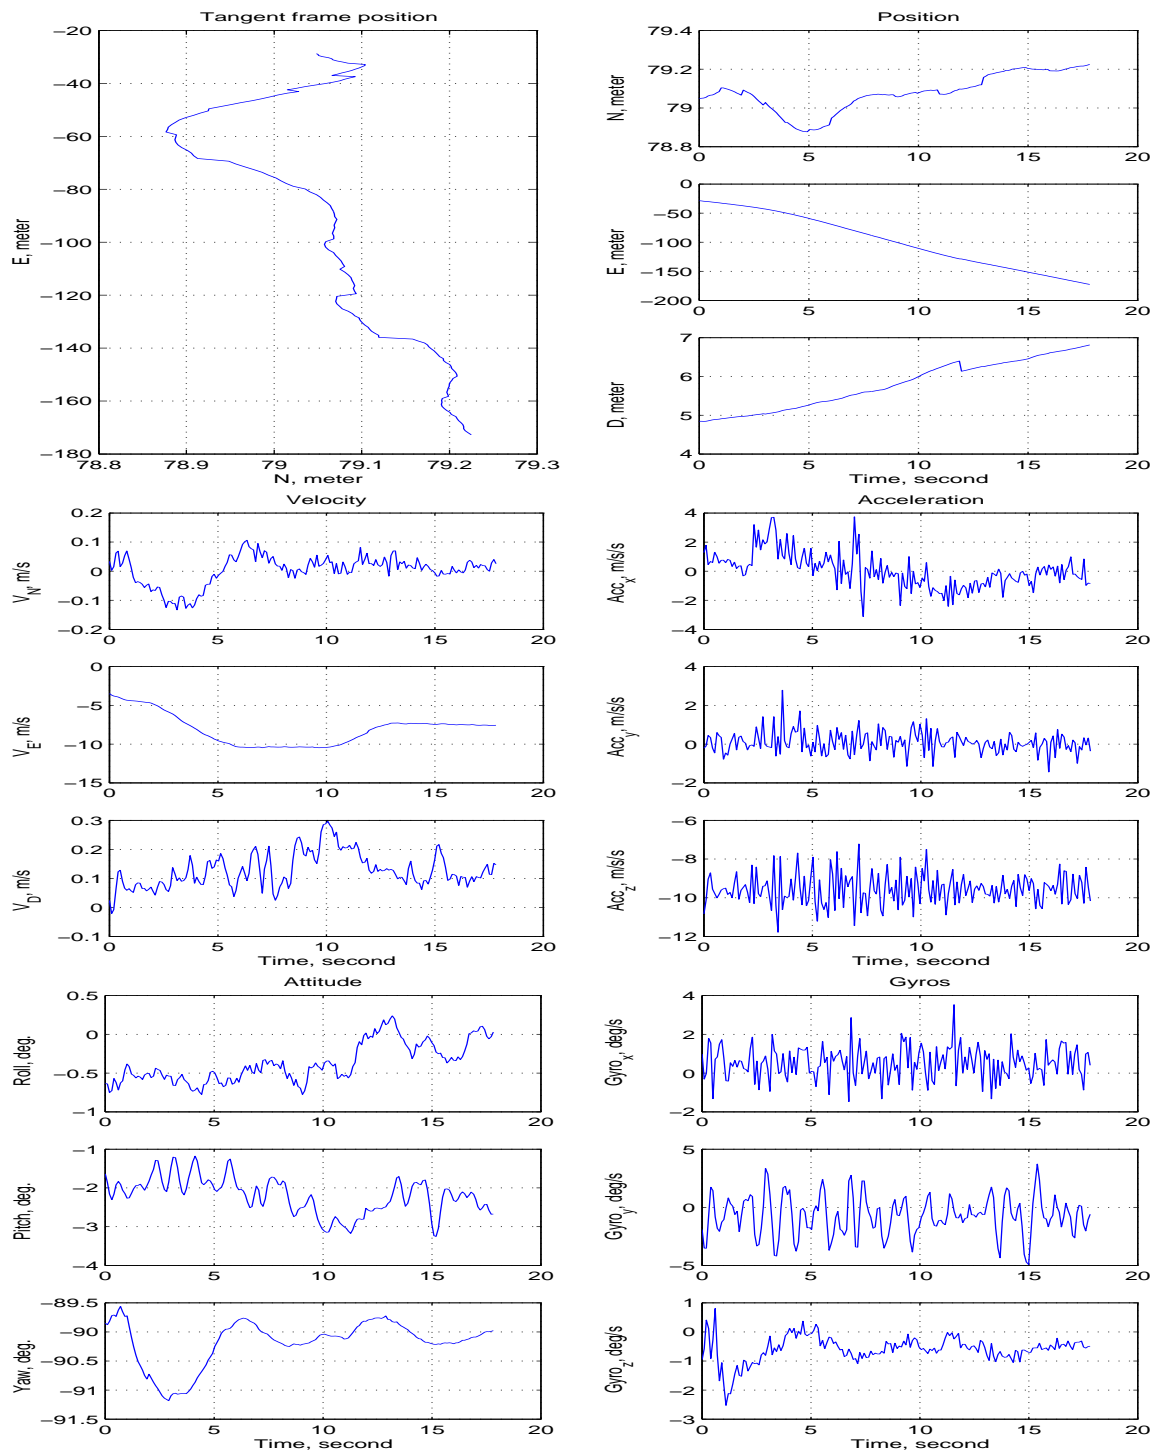 Tangent frame position
−20
−40
−60
−80
−100
−120
−140
−160
−180
78.8 78.9 79 79.1 79.2 79.3
E, meter
N, meter
Position
79.4
79.2
79
78.8
0 5 10 15 20
N, meter
0
−50
−100
−150
−200
0 5 10 15 20
E, meter
7
6
5
4
0 5 10 15 20
D, meter
Time, second
Velocity
0.2
0.1
0
−0.1
−0.2
0 5 10 15 20
V_N, m/s
0
−5
−10
−15
0 5 10 15 20
V_E, m/s
0.3
0.2
0.1
0
−0.1
0 5 10 15 20
V_D, m/s
Time, second
Acceleration
4
2
0
−2
−4
0 5 10 15 20
Acc_x, m/s/s
4
2
0
−2
0 5 10 15 20
Acc_y, m/s/s
−6
−8
−10
−12
0 5 10 15 20
Acc_z, m/s/s
Time, second
Attitude
0.5
0
−0.5
−1
0 5 10 15 20
Roll, deg.
−1
−2
−3
−4
0 5 10 15 20
Pitch, deg.
−89.5
−90
−90.5
−91
−91.5
0 5 10 15 20
Yaw, deg.
Time, second
Gyros
4
2
0
−2
0 5 10 15 20
Gyro_x, deg/s
5
0
−5
0 5 10 15 20
Gyro_y, deg/s
1
0
−1
−2
−3
0 5 10 15 20
Gyro_z, deg/s
Time, second